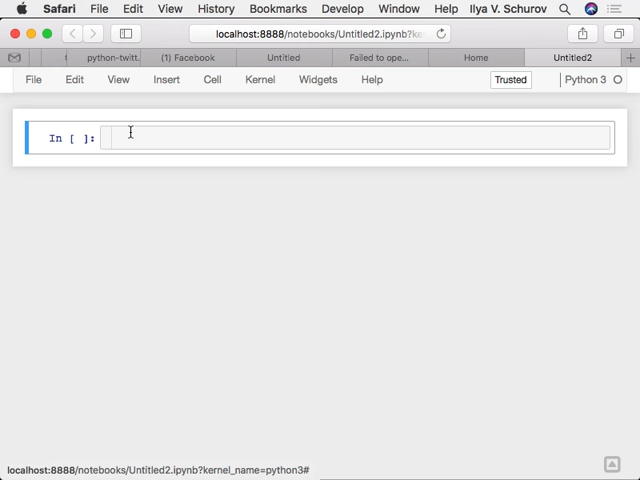 Safari File Edit View History Bookmarks Develop Window Help Ilya V. Schurov
localhost:8888/notebooks/Untitled2.ipynb?
python-twitt. (1) Facebook Untitled Failed to ope... Home Untitled2 +
File Edit View Insert Cell Kernel Widgets Help Trusted Python 3
In [ ]:
localhost:8888/notebooks/Untitled2.ipynb?kernel_name=python3#